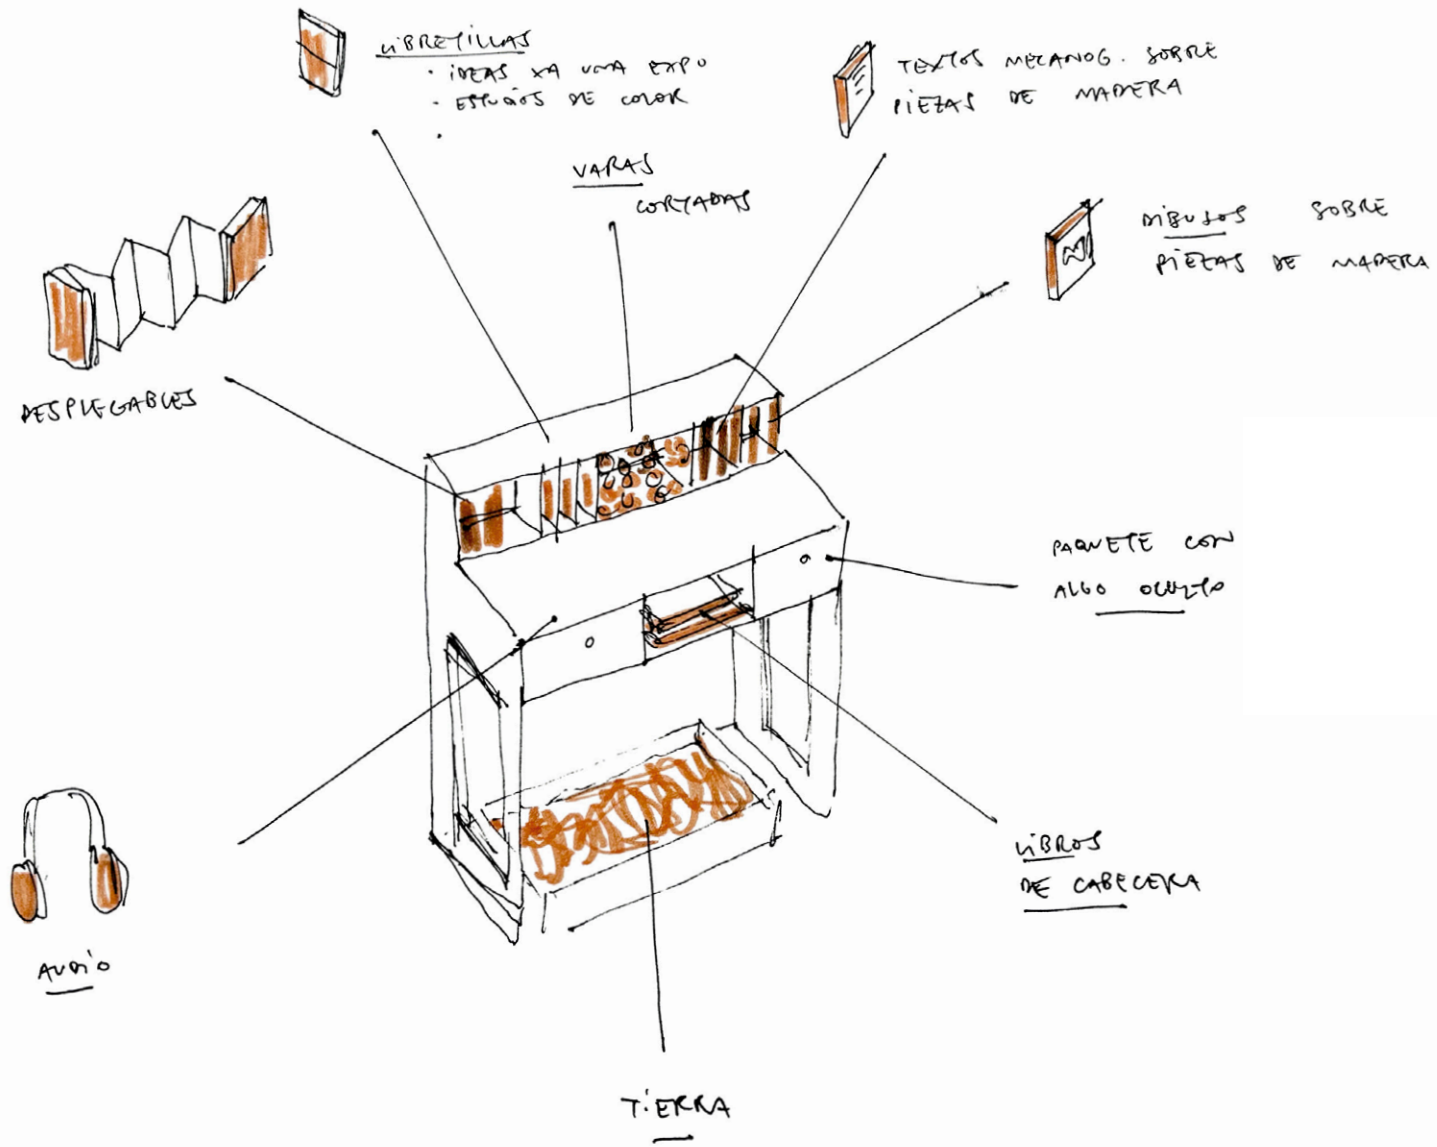 LIBRETILLAS
· IDEAS XA UNA EXPO
· ESTUDIOS DE COLOR
·
TEXTOS MECANOG. SOBRE
PIEZAS DE MADERA
VARAS
CORTADAS
DIBUJOS SOBRE
PIEZAS DE MADERA
DESPLEGABLES
PAQUETE CON
ALGO OCULTO
LIBROS
DE CABECERA
AUDIO
TIERRA